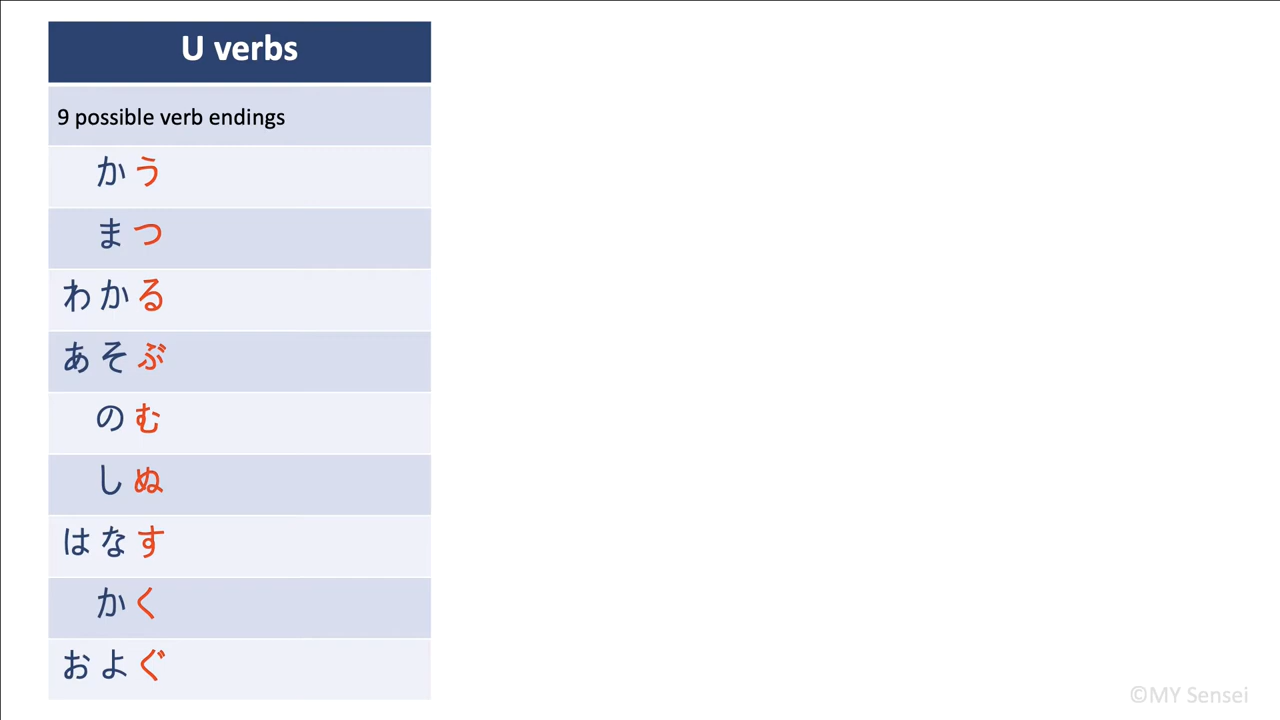 U verbs
9 possible verb endings
かう
まつ
わかる
あそぶ
のむ
しぬ
はなす
かく
およぐ
©MY Sensei